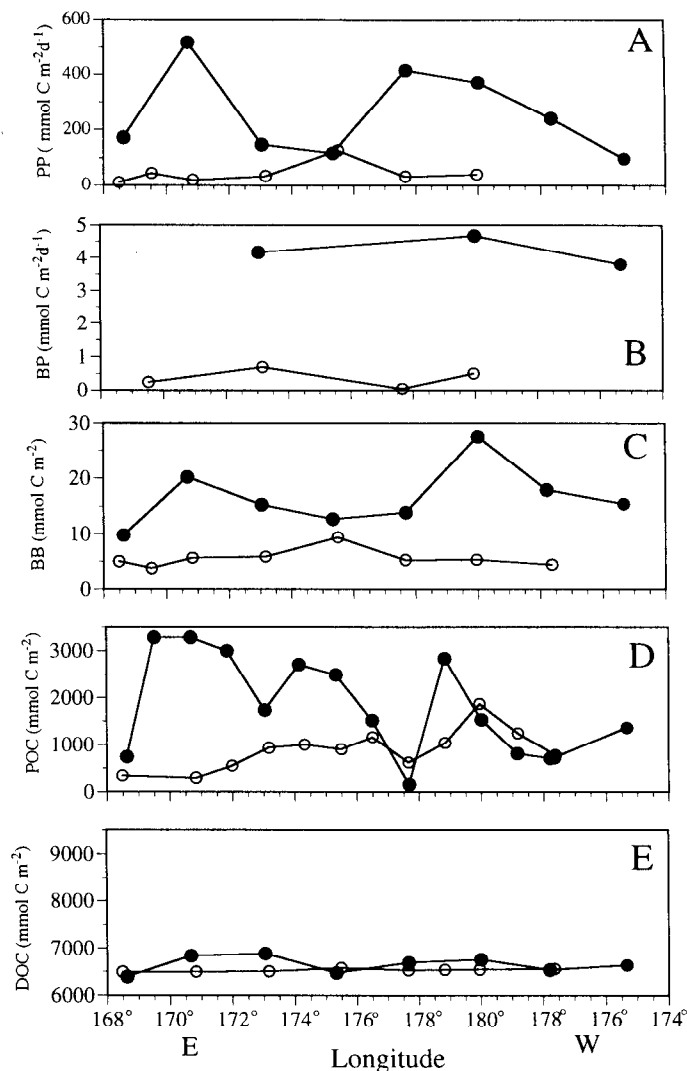 A
PP ( mmol C m⁻²d⁻¹)
600
400
200
0
B
BP (mmol C m⁻²d⁻¹)
5
4
3
2
1
0
C
BB (mmol C m⁻²)
30
20
10
0
D
POC (mmol C m⁻²)
3000
2000
1000
0
E
DOC (mmol C m⁻²)
9000
8000
7000
6000
168° 170° 172° 174° 176° 178° 180° 178° 176° 174°
E W
Longitude